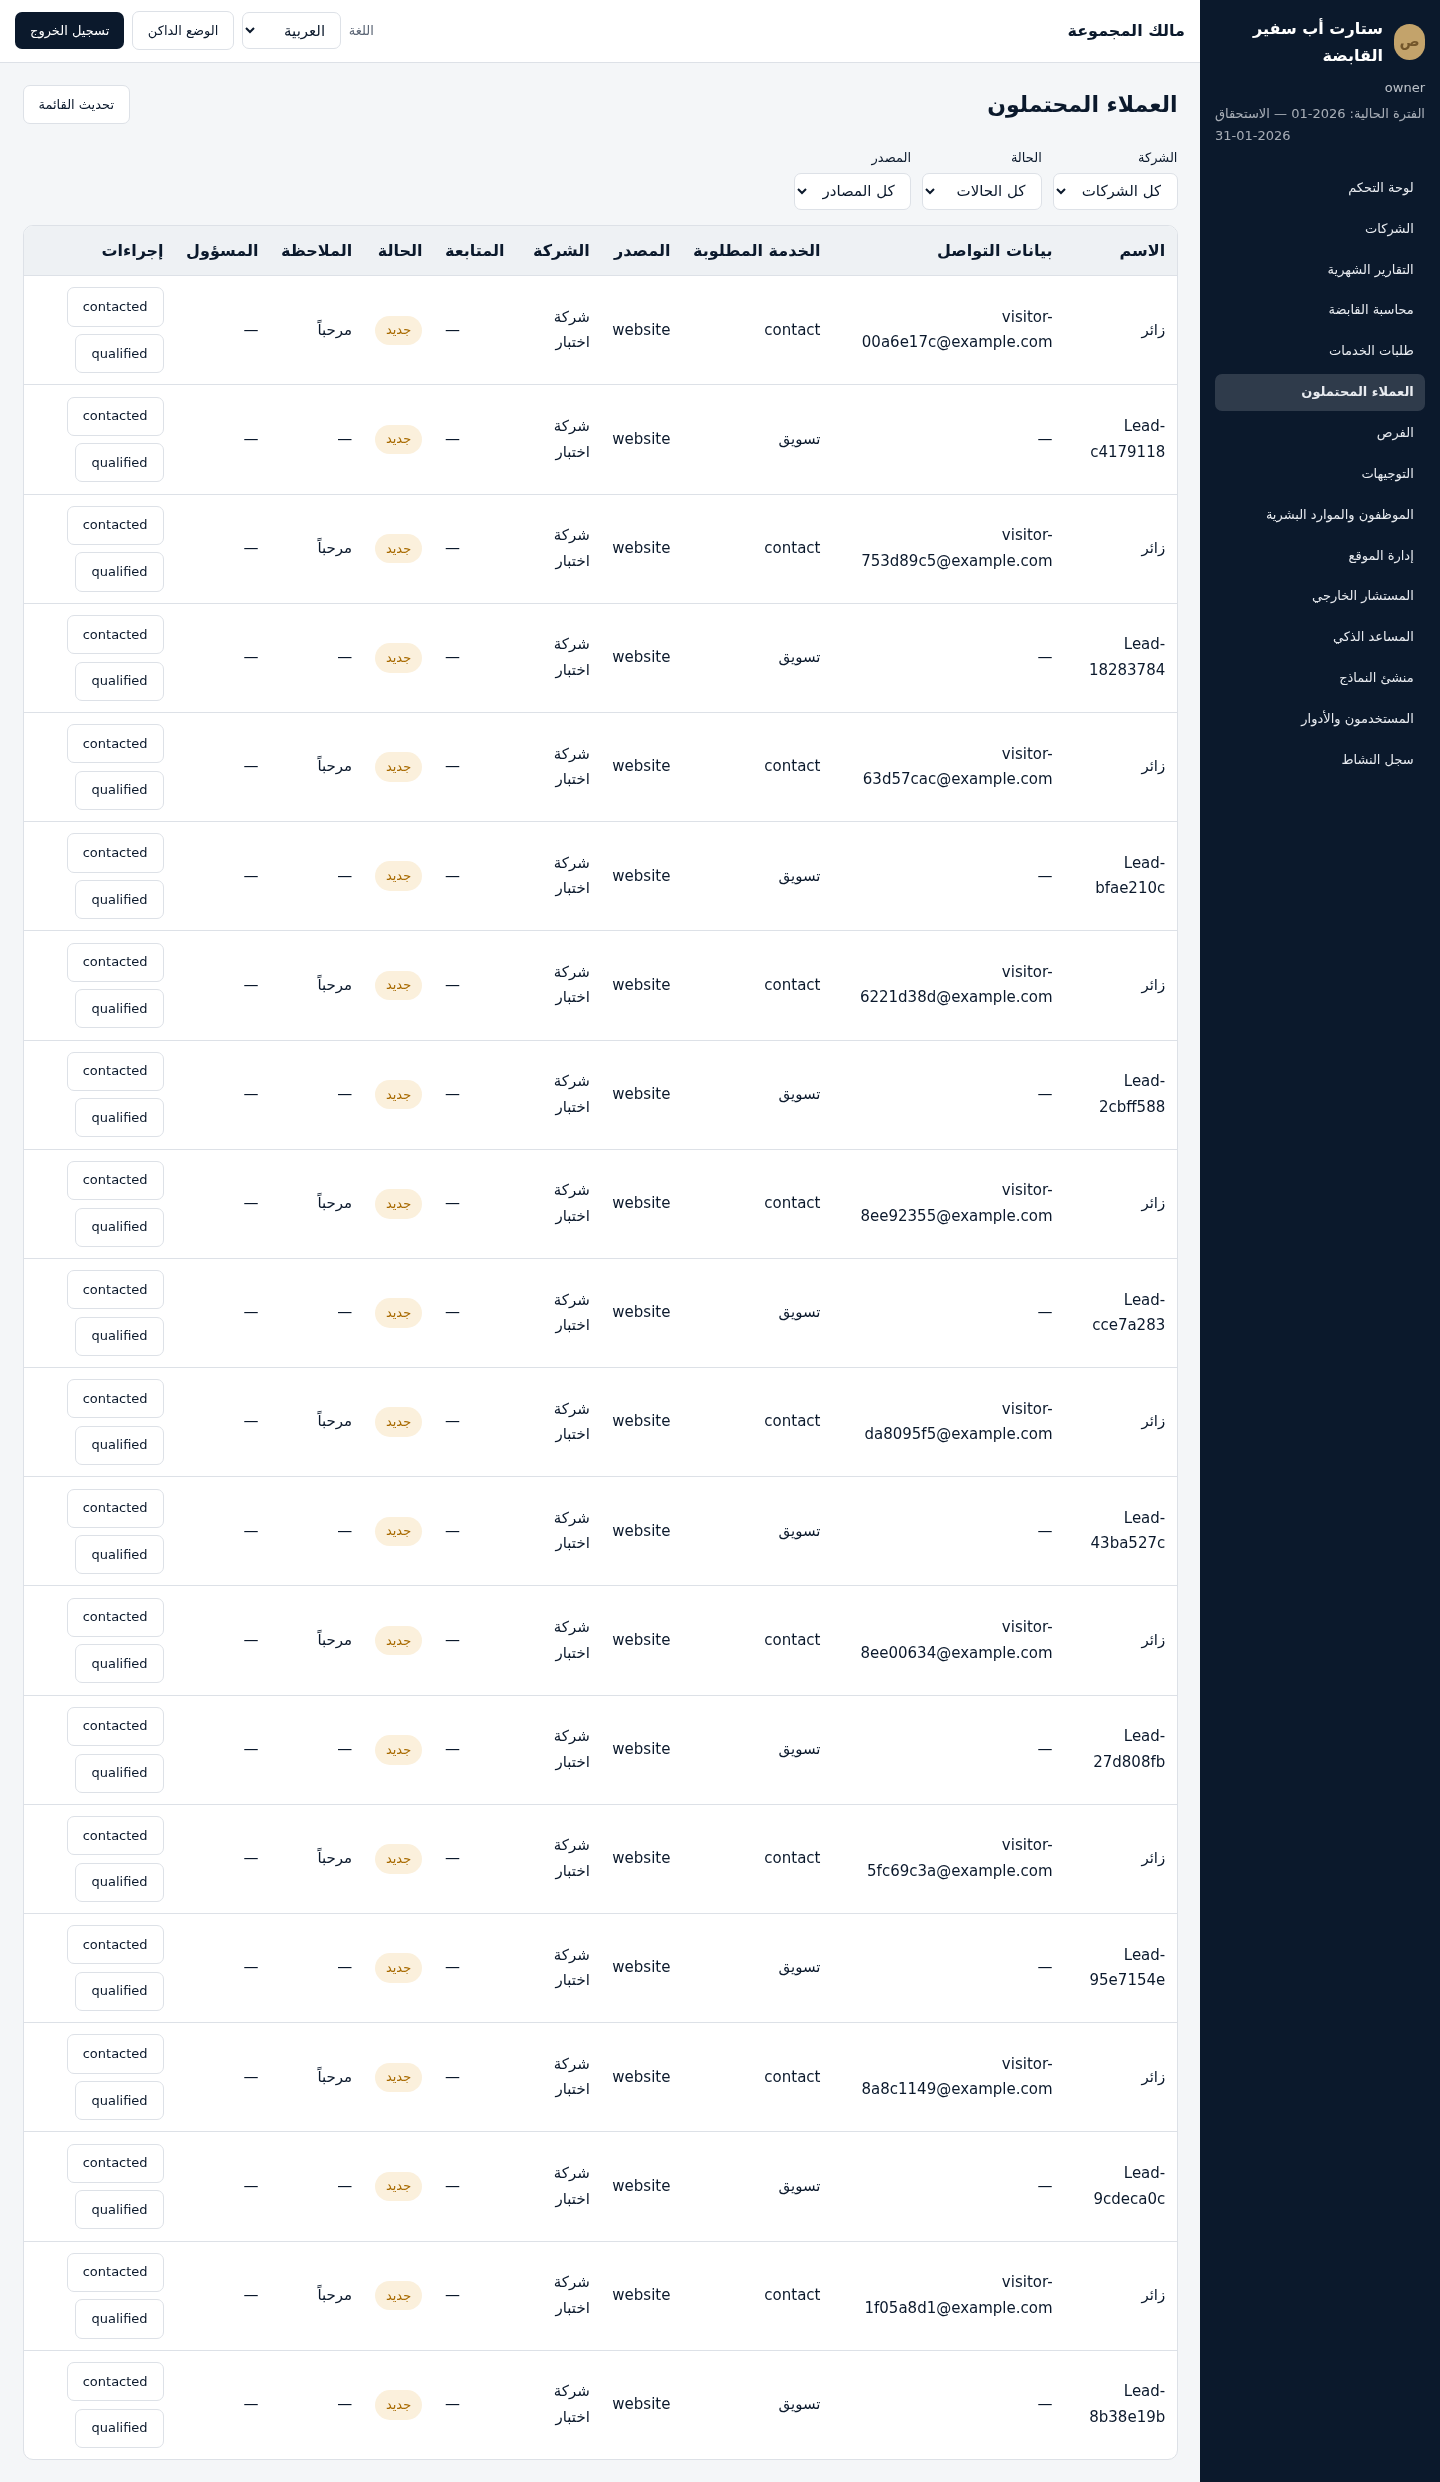 ص
ستارت أب سفير
القابضة
owner
الفترة الحالية: 2026-01 — الاستحقاق
2026-01-31
لوحة التحكم
الشركات
التقارير الشهرية
محاسبة القابضة
طلبات الخدمات
العملاء المحتملون
الفرص
التوجيهات
الموظفون والموارد البشرية
إدارة الموقع
المستشار الخارجي
المساعد الذكي
منشئ النماذج
المستخدمون والأدوار
سجل النشاط
مالك المجموعة
اللغة العربية الوضع الداكن تسجيل الخروج
العملاء المحتملون
تحديث القائمة
الشركة الحالة المصدر
كل الشركات كل الحالات كل المصادر
الاسم بيانات التواصل الخدمة المطلوبة المصدر الشركة المتابعة الحالة الملاحظة المسؤول إجراءات
زائر visitor-00a6e17c@example.com contact website شركة اختبار — جديد مرحباً — contacted qualified
Lead-c4179118 — تسويق website شركة اختبار — جديد — — contacted qualified
زائر visitor-753d89c5@example.com contact website شركة اختبار — جديد مرحباً — contacted qualified
Lead-18283784 — تسويق website شركة اختبار — جديد — — contacted qualified
زائر visitor-63d57cac@example.com contact website شركة اختبار — جديد مرحباً — contacted qualified
Lead-bfae210c — تسويق website شركة اختبار — جديد — — contacted qualified
زائر visitor-6221d38d@example.com contact website شركة اختبار — جديد مرحباً — contacted qualified
Lead-2cbff588 — تسويق website شركة اختبار — جديد — — contacted qualified
زائر visitor-8ee92355@example.com contact website شركة اختبار — جديد مرحباً — contacted qualified
Lead-cce7a283 — تسويق website شركة اختبار — جديد — — contacted qualified
زائر visitor-da8095f5@example.com contact website شركة اختبار — جديد مرحباً — contacted qualified
Lead-43ba527c — تسويق website شركة اختبار — جديد — — contacted qualified
زائر visitor-8ee00634@example.com contact website شركة اختبار — جديد مرحباً — contacted qualified
Lead-27d808fb — تسويق website شركة اختبار — جديد — — contacted qualified
زائر visitor-5fc69c3a@example.com contact website شركة اختبار — جديد مرحباً — contacted qualified
Lead-95e7154e — تسويق website شركة اختبار — جديد — — contacted qualified
زائر visitor-8a8c1149@example.com contact website شركة اختبار — جديد مرحباً — contacted qualified
Lead-9cdeca0c — تسويق website شركة اختبار — جديد — — contacted qualified
زائر visitor-1f05a8d1@example.com contact website شركة اختبار — جديد مرحباً — contacted qualified
Lead-8b38e19b — تسويق website شركة اختبار — جديد — — contacted qualified